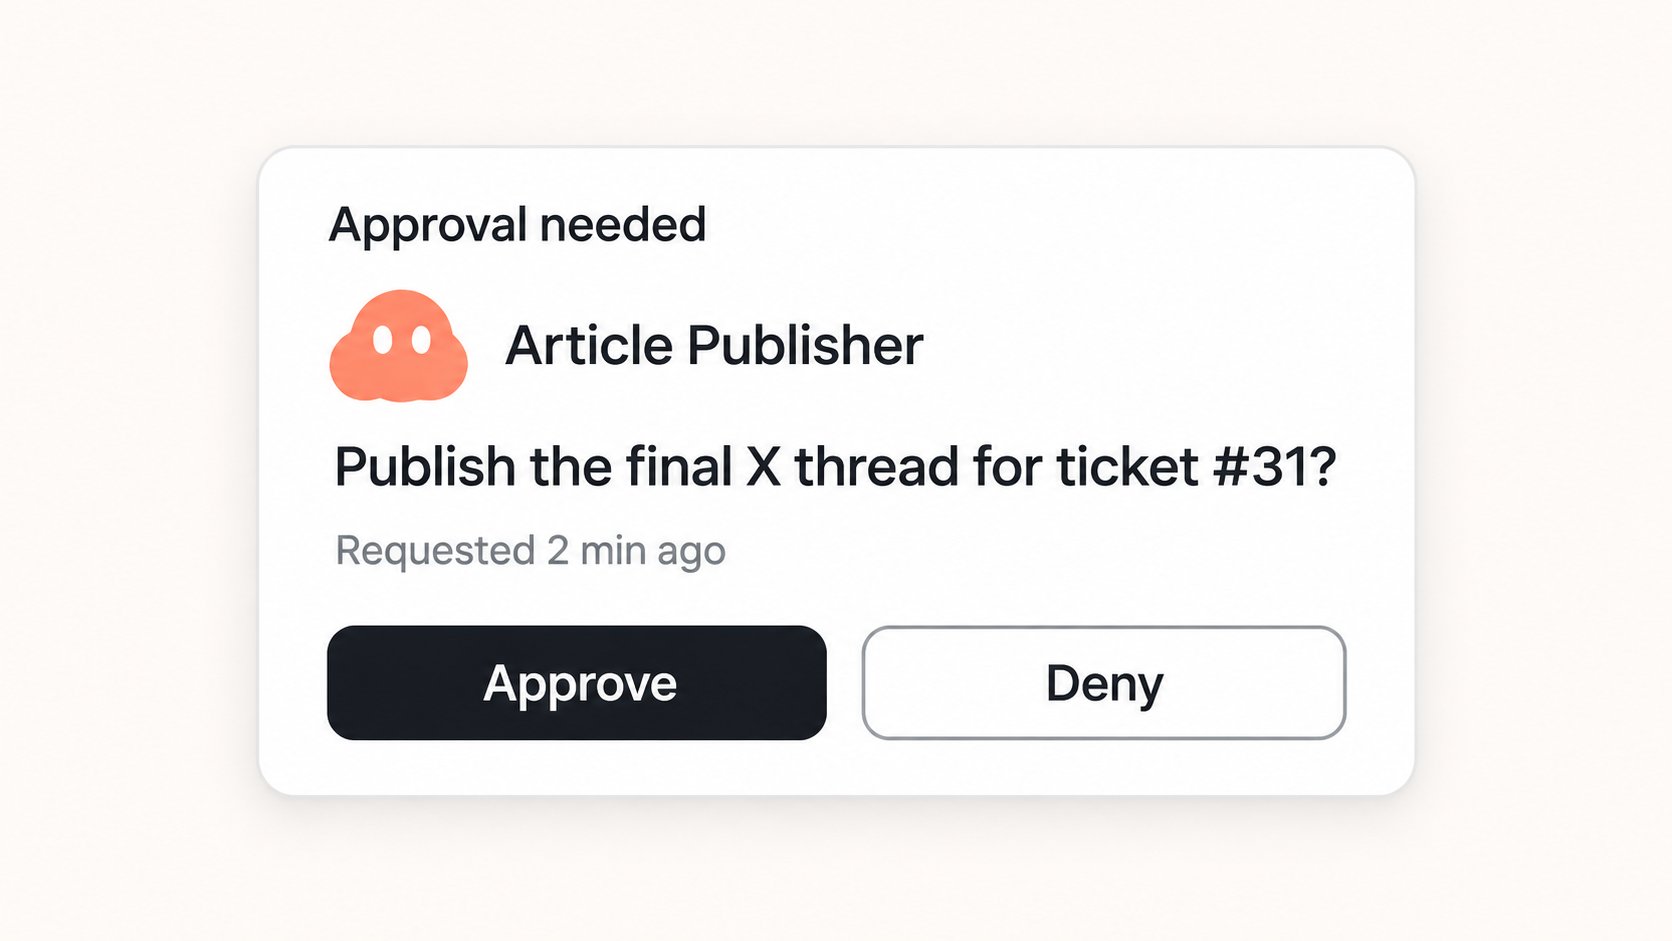 Approval needed
Article Publisher
Publish the final X thread for ticket #31?
Requested 2 min ago
Approve
Deny